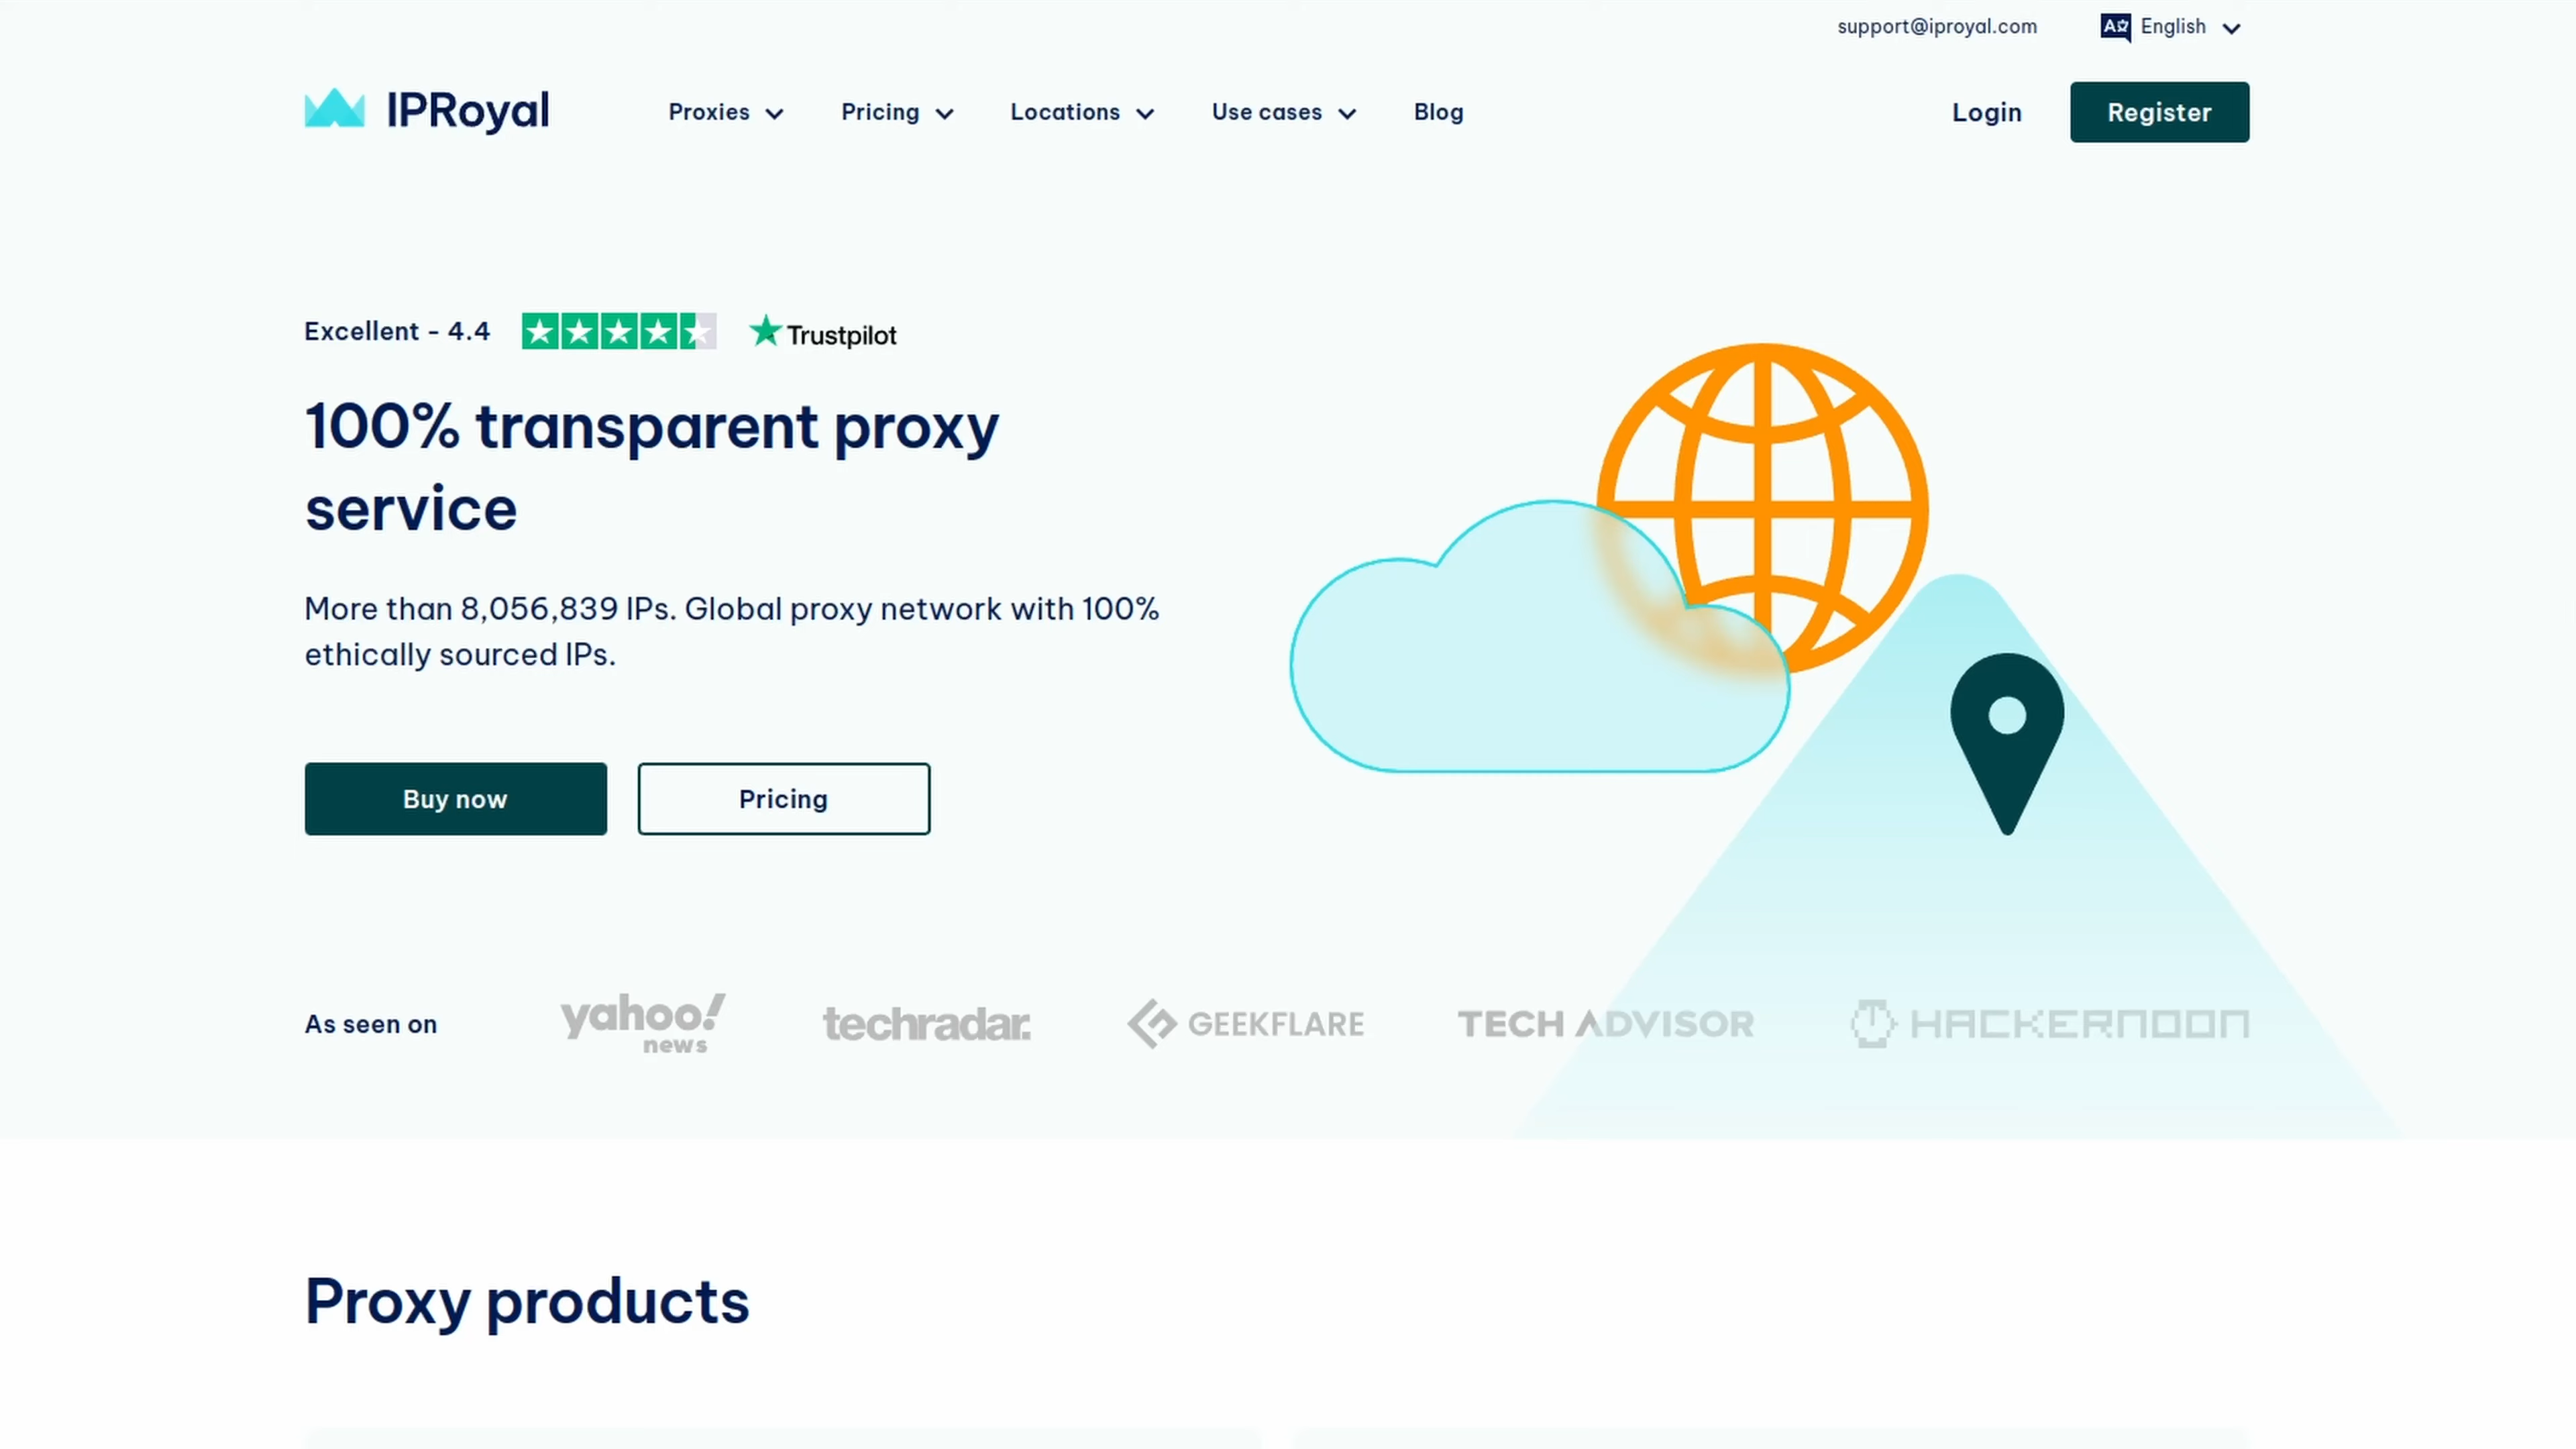 support@iproyal.com
English
IPRoyal
Proxies
Pricing
Locations
Use cases
Blog
Login
Register
Excellent - 4.4
Trustpilot
100% transparent proxy
service
More than 8,056,839 IPs. Global proxy network with 100%
ethically sourced IPs.
Buy now
Pricing
As seen on
yahoo!
news
techradar.
GEEKFLARE
TECH ADVISOR
HACKERNOON
Proxy products